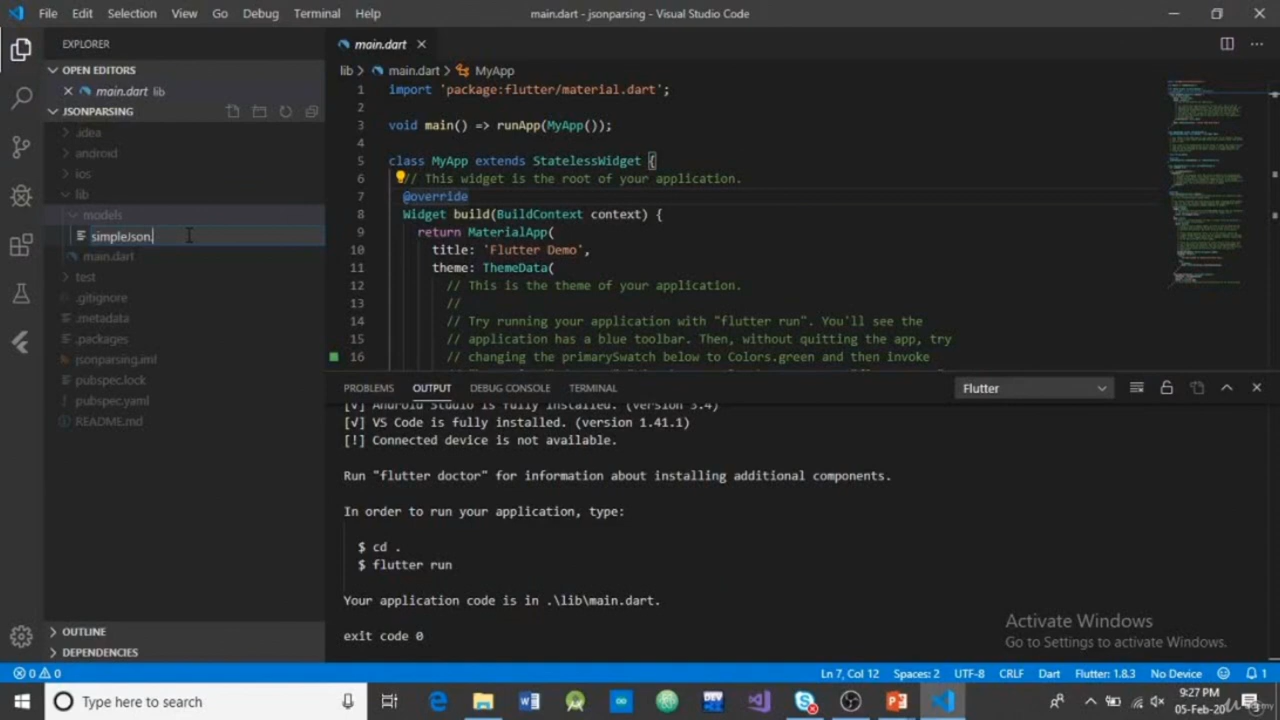 File Edit Selection View Go Debug Terminal Help
main.dart - jsonparsing - Visual Studio Code
EXPLORER
OPEN EDITORS
main.dart lib
JSONPARSING
.idea
android
ios
lib
models
simpleJson.
main.dart
test
.gitignore
.metadata
.packages
jsonparsing.iml
pubspec.lock
pubspec.yaml
README.md
OUTLINE
DEPENDENCIES
main.dart
lib > main.dart > MyApp
1 import 'package:flutter/material.dart';
2
3 void main() => runApp(MyApp());
4
5 class MyApp extends StatelessWidget {
6 // This widget is the root of your application.
7 @override
8 Widget build(BuildContext context) {
9 return MaterialApp(
10 title: 'Flutter Demo',
11 theme: ThemeData(
12 // This is the theme of your application.
13 //
14 // Try running your application with "flutter run". You'll see the
15 // application has a blue toolbar. Then, without quitting the app, try
16 // changing the primarySwatch below to Colors.green and then invoke
PROBLEMS OUTPUT DEBUG CONSOLE TERMINAL
Flutter
[√] Android Studio is fully installed. (version 3.4)
[√] VS Code is fully installed. (version 1.41.1)
[!] Connected device is not available.
Run "flutter doctor" for information about installing additional components.
In order to run your application, type:
$ cd .
$ flutter run
Your application code is in .\lib\main.dart.
exit code 0
Activate Windows
Go to Settings to activate Windows.
0 0
Ln 7, Col 12 Spaces: 2 UTF-8 CRLF Dart Flutter: 1.8.3 No Device 1
Type here to search
DEV
9:27 PM
05-Feb-20